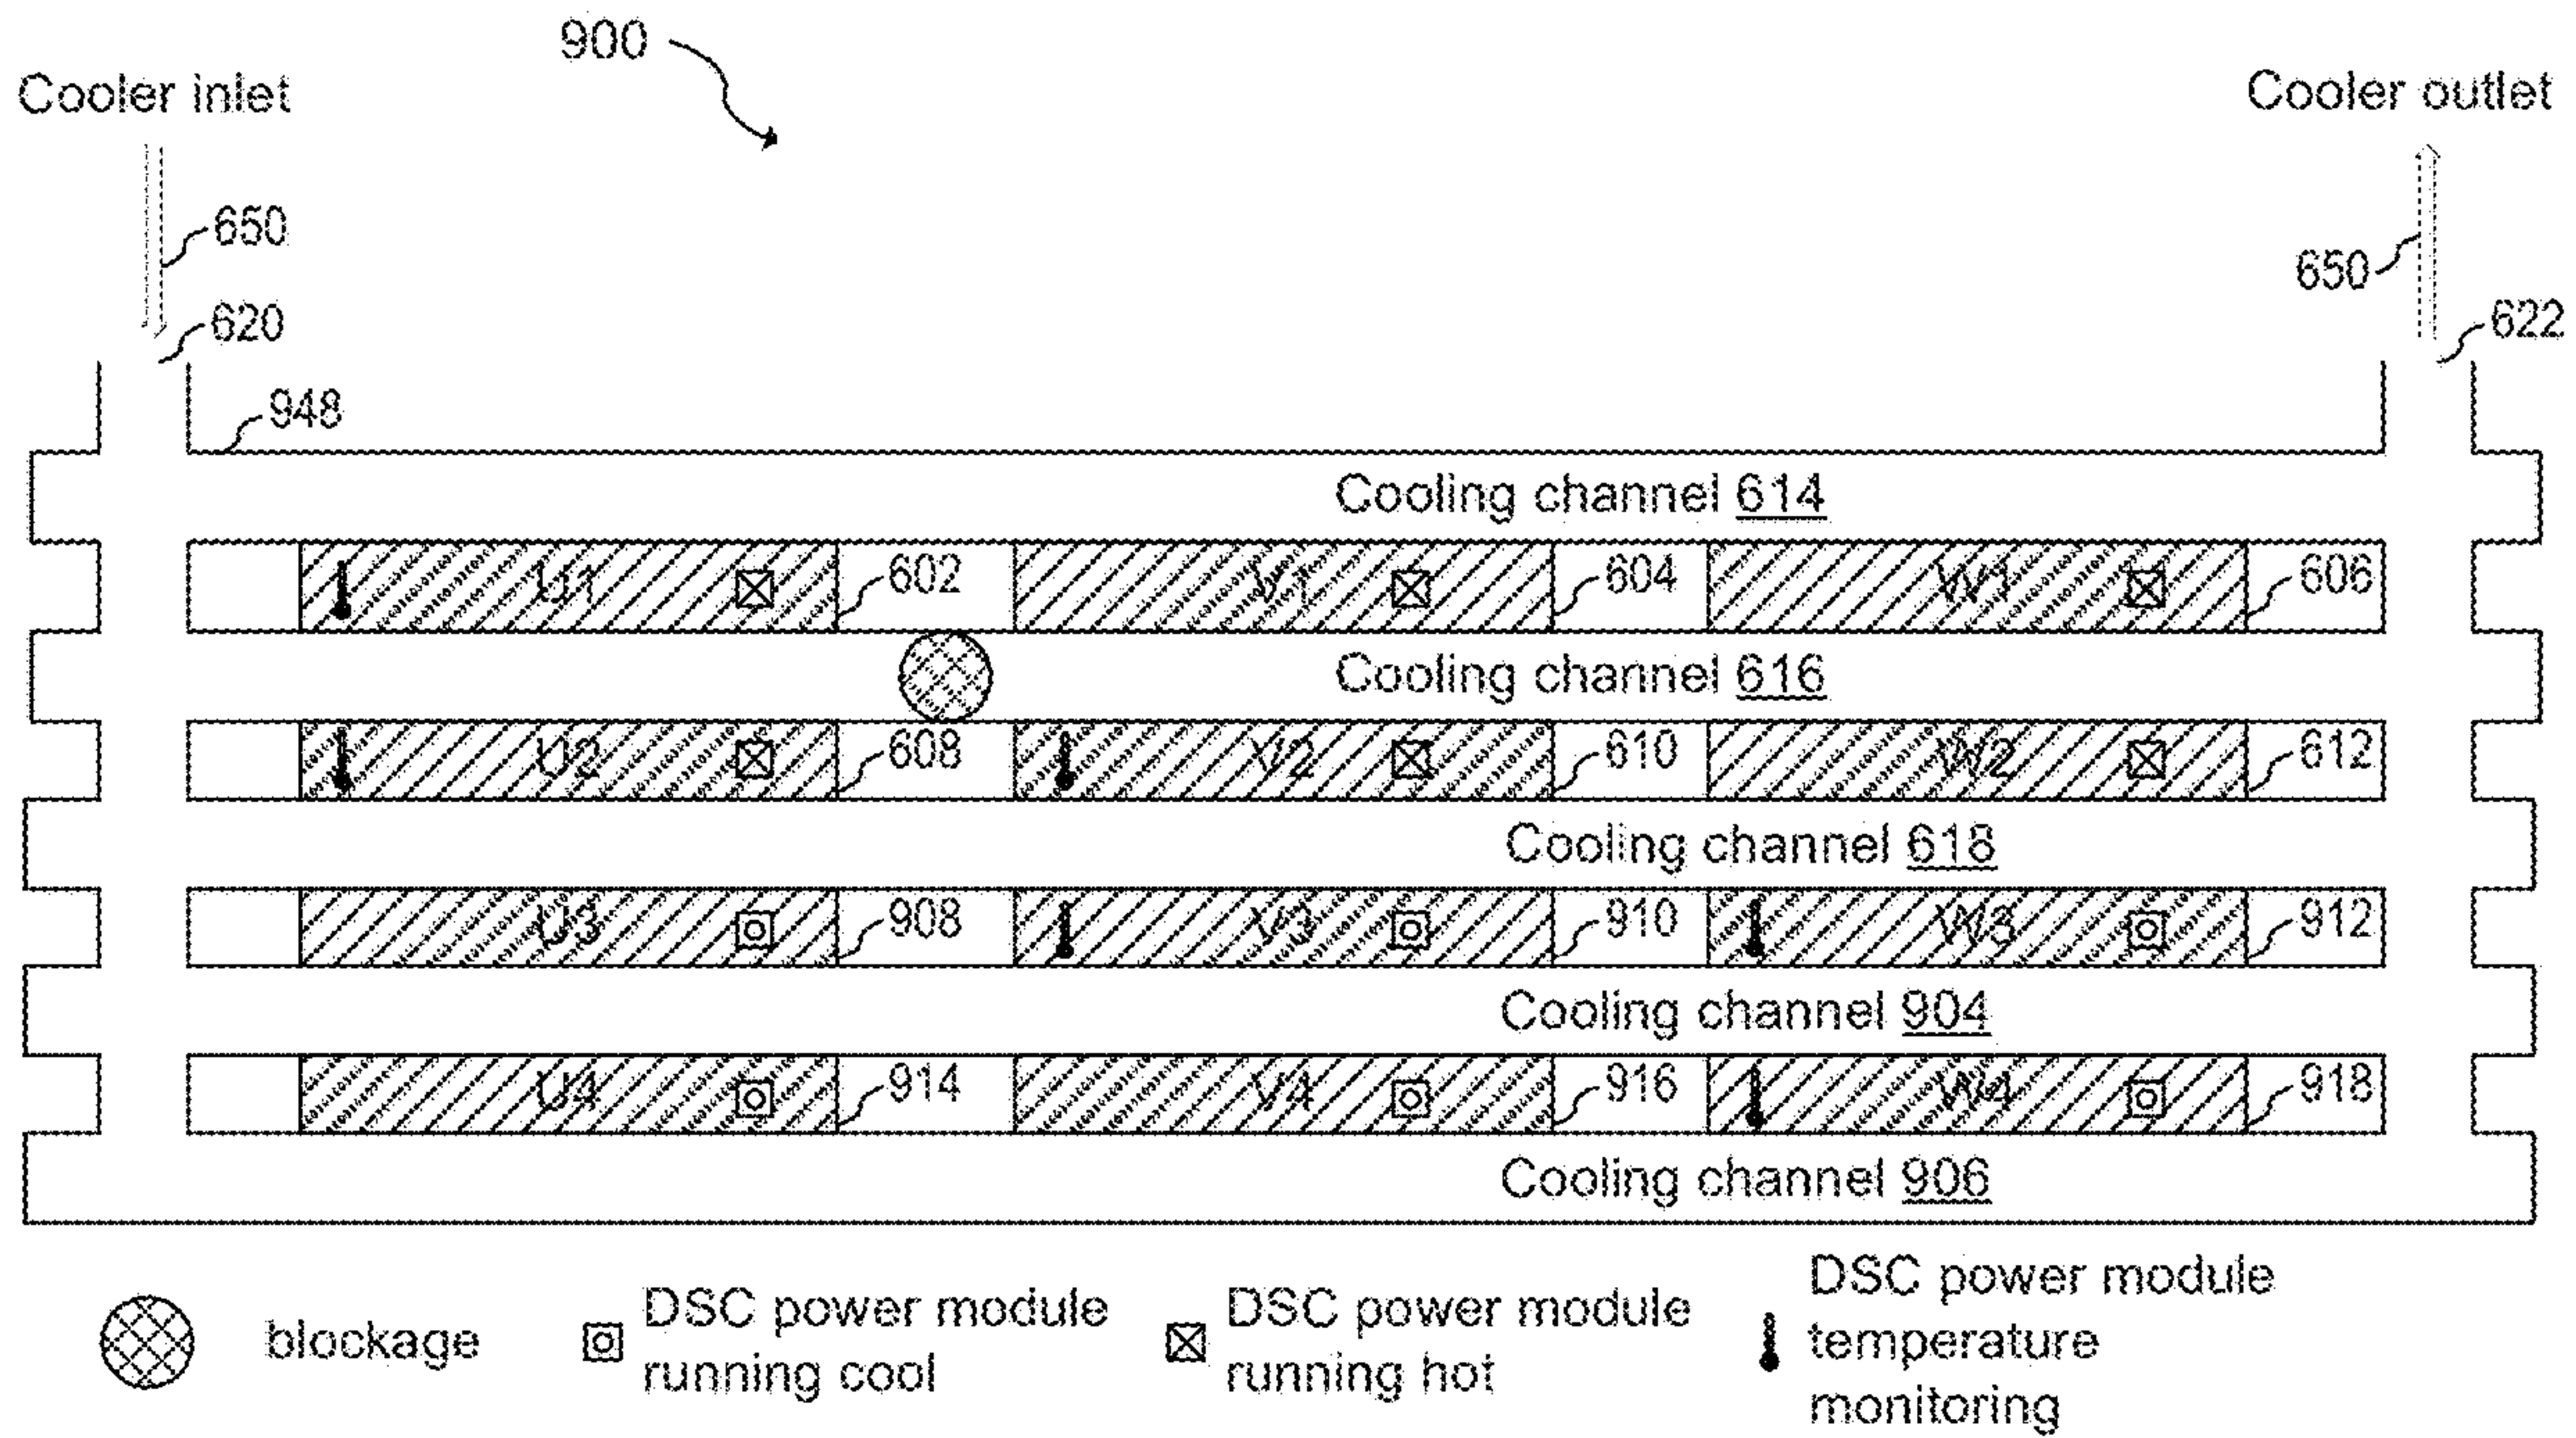 900
Cooler inlet
Cooler outlet
650
650
620
622
948
Cooling channel 614
U1
602
V1
604
W1
606
Cooling channel 616
U2
608
V2
610
W2
612
Cooling channel 618
U3
908
V3
910
W3
912
Cooling channel 904
U4
914
V4
916
W4
918
Cooling channel 906
blockage
DSC power module
running cool
DSC power module
running hot
DSC power module
temperature
monitoring